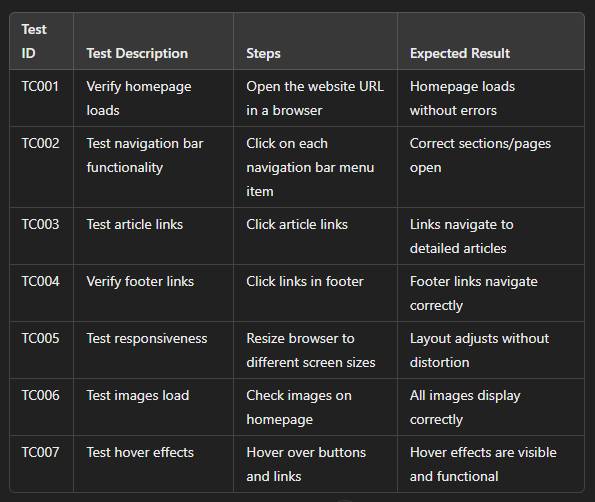 Test ID Test Description Steps Expected Result
TC001 Verify homepage loads Open the website URL in a browser Homepage loads without errors
TC002 Test navigation bar functionality Click on each navigation bar menu item Correct sections/pages open
TC003 Test article links Click article links Links navigate to detailed articles
TC004 Verify footer links Click links in footer Footer links navigate correctly
TC005 Test responsiveness Resize browser to different screen sizes Layout adjusts without distortion
TC006 Test images load Check images on homepage All images display correctly
TC007 Test hover effects Hover over buttons and links Hover effects are visible and functional